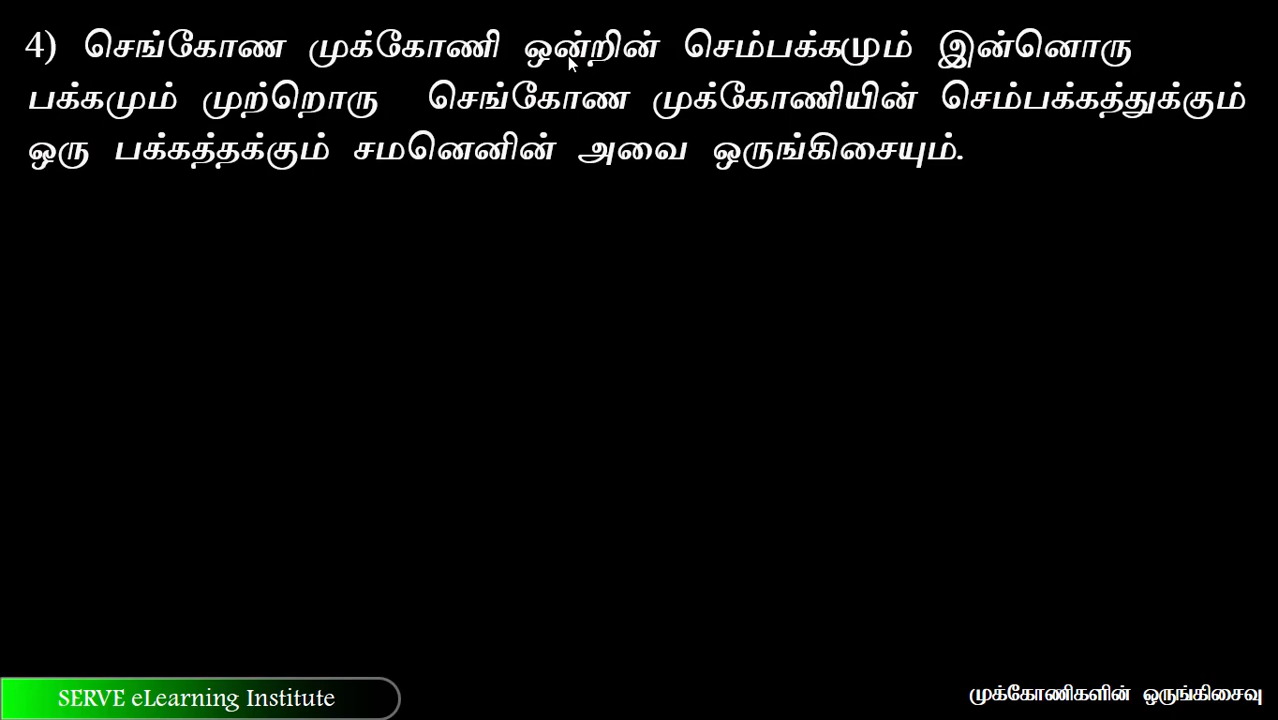 4) செங்கோண முக்கோணி ஒன்றின் செம்பக்கமும் இன்னொரு
பக்கமும் முற்றொரு செங்கோண முக்கோணியின் செம்பக்கத்துக்கும்
ஒரு பக்கத்தக்கும் சமனெனின் அவை ஒருங்கிசையும்.
SERVE eLearning Institute
முக்கோணிகளின் ஒருங்கிசைவு